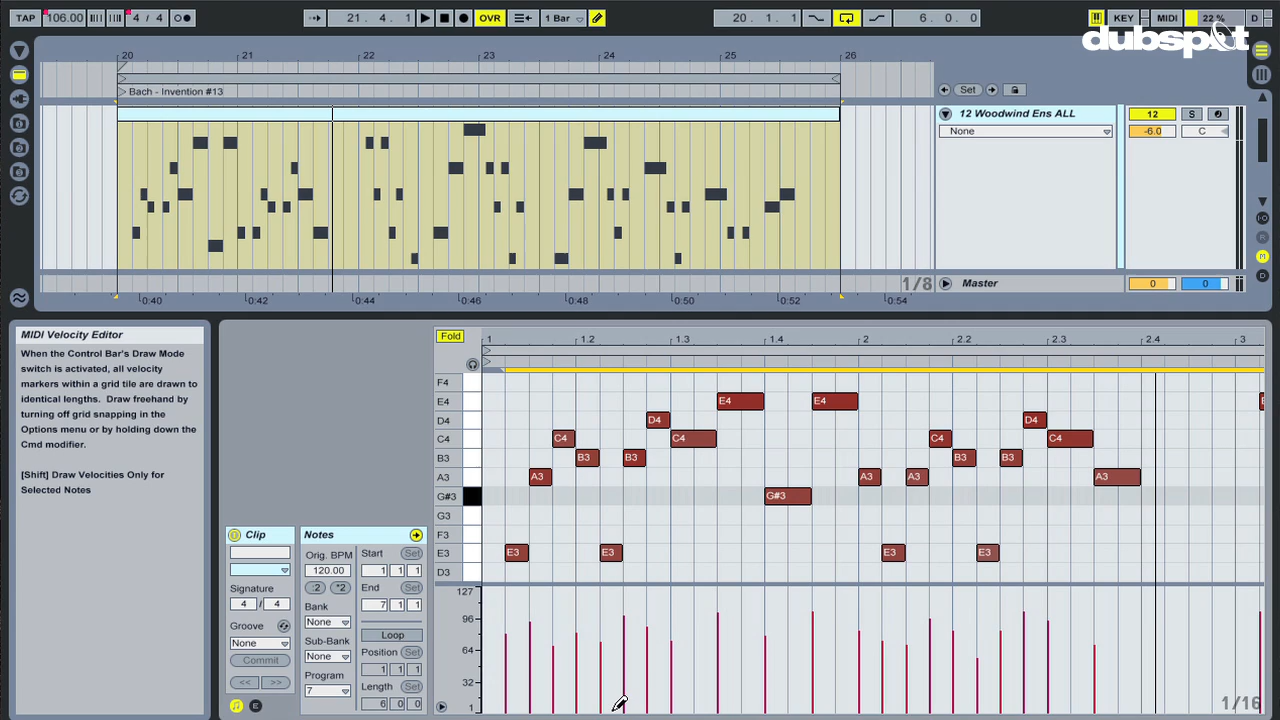 TAP 106.00 4 / 4 21. 4. 1 OVR 1 Bar 20. 1. 1 6. 0. 0 KEY MIDI 22 % D
dubspot
20 21 22 23 24 25 26
Bach - Invention #13
Set
12 Woodwind Ens ALL 12 S
None -6.0 C
1/8 Master 0 0
0:40 0:42 0:44 0:46 0:48 0:50 0:52 0:54
MIDI Velocity Editor
When the Control Bar's Draw Mode
switch is activated, all velocity
markers within a grid tile are drawn to
identical lengths. Draw freehand by
turning off grid snapping in the
Options menu or by holding down the
Cmd modifier.
[Shift] Draw Velocities Only for
Selected Notes
Clip
Signature
4 / 4
Groove
None
Commit
<< >>
E
Notes
Orig. BPM
120.00
:2 *2
Bank
None
Sub-Bank
None
Program
7
Start Set
1 1 1
End Set
7 1 1
Loop
Position Set
1 1 1
Length Set
6 0 0
Fold 1 1.2 1.3 1.4 2 2.2 2.3 2.4 3
F4
E4 E4 E4
D4 D4 D4
C4 C4 C4 C4 C4
B3 B3 B3 B3 B3
A3 A3 A3 A3 A3
G#3 G#3
G3
F3
E3 E3 E3 E3 E3
D3
127
96
64
32
1
1/16